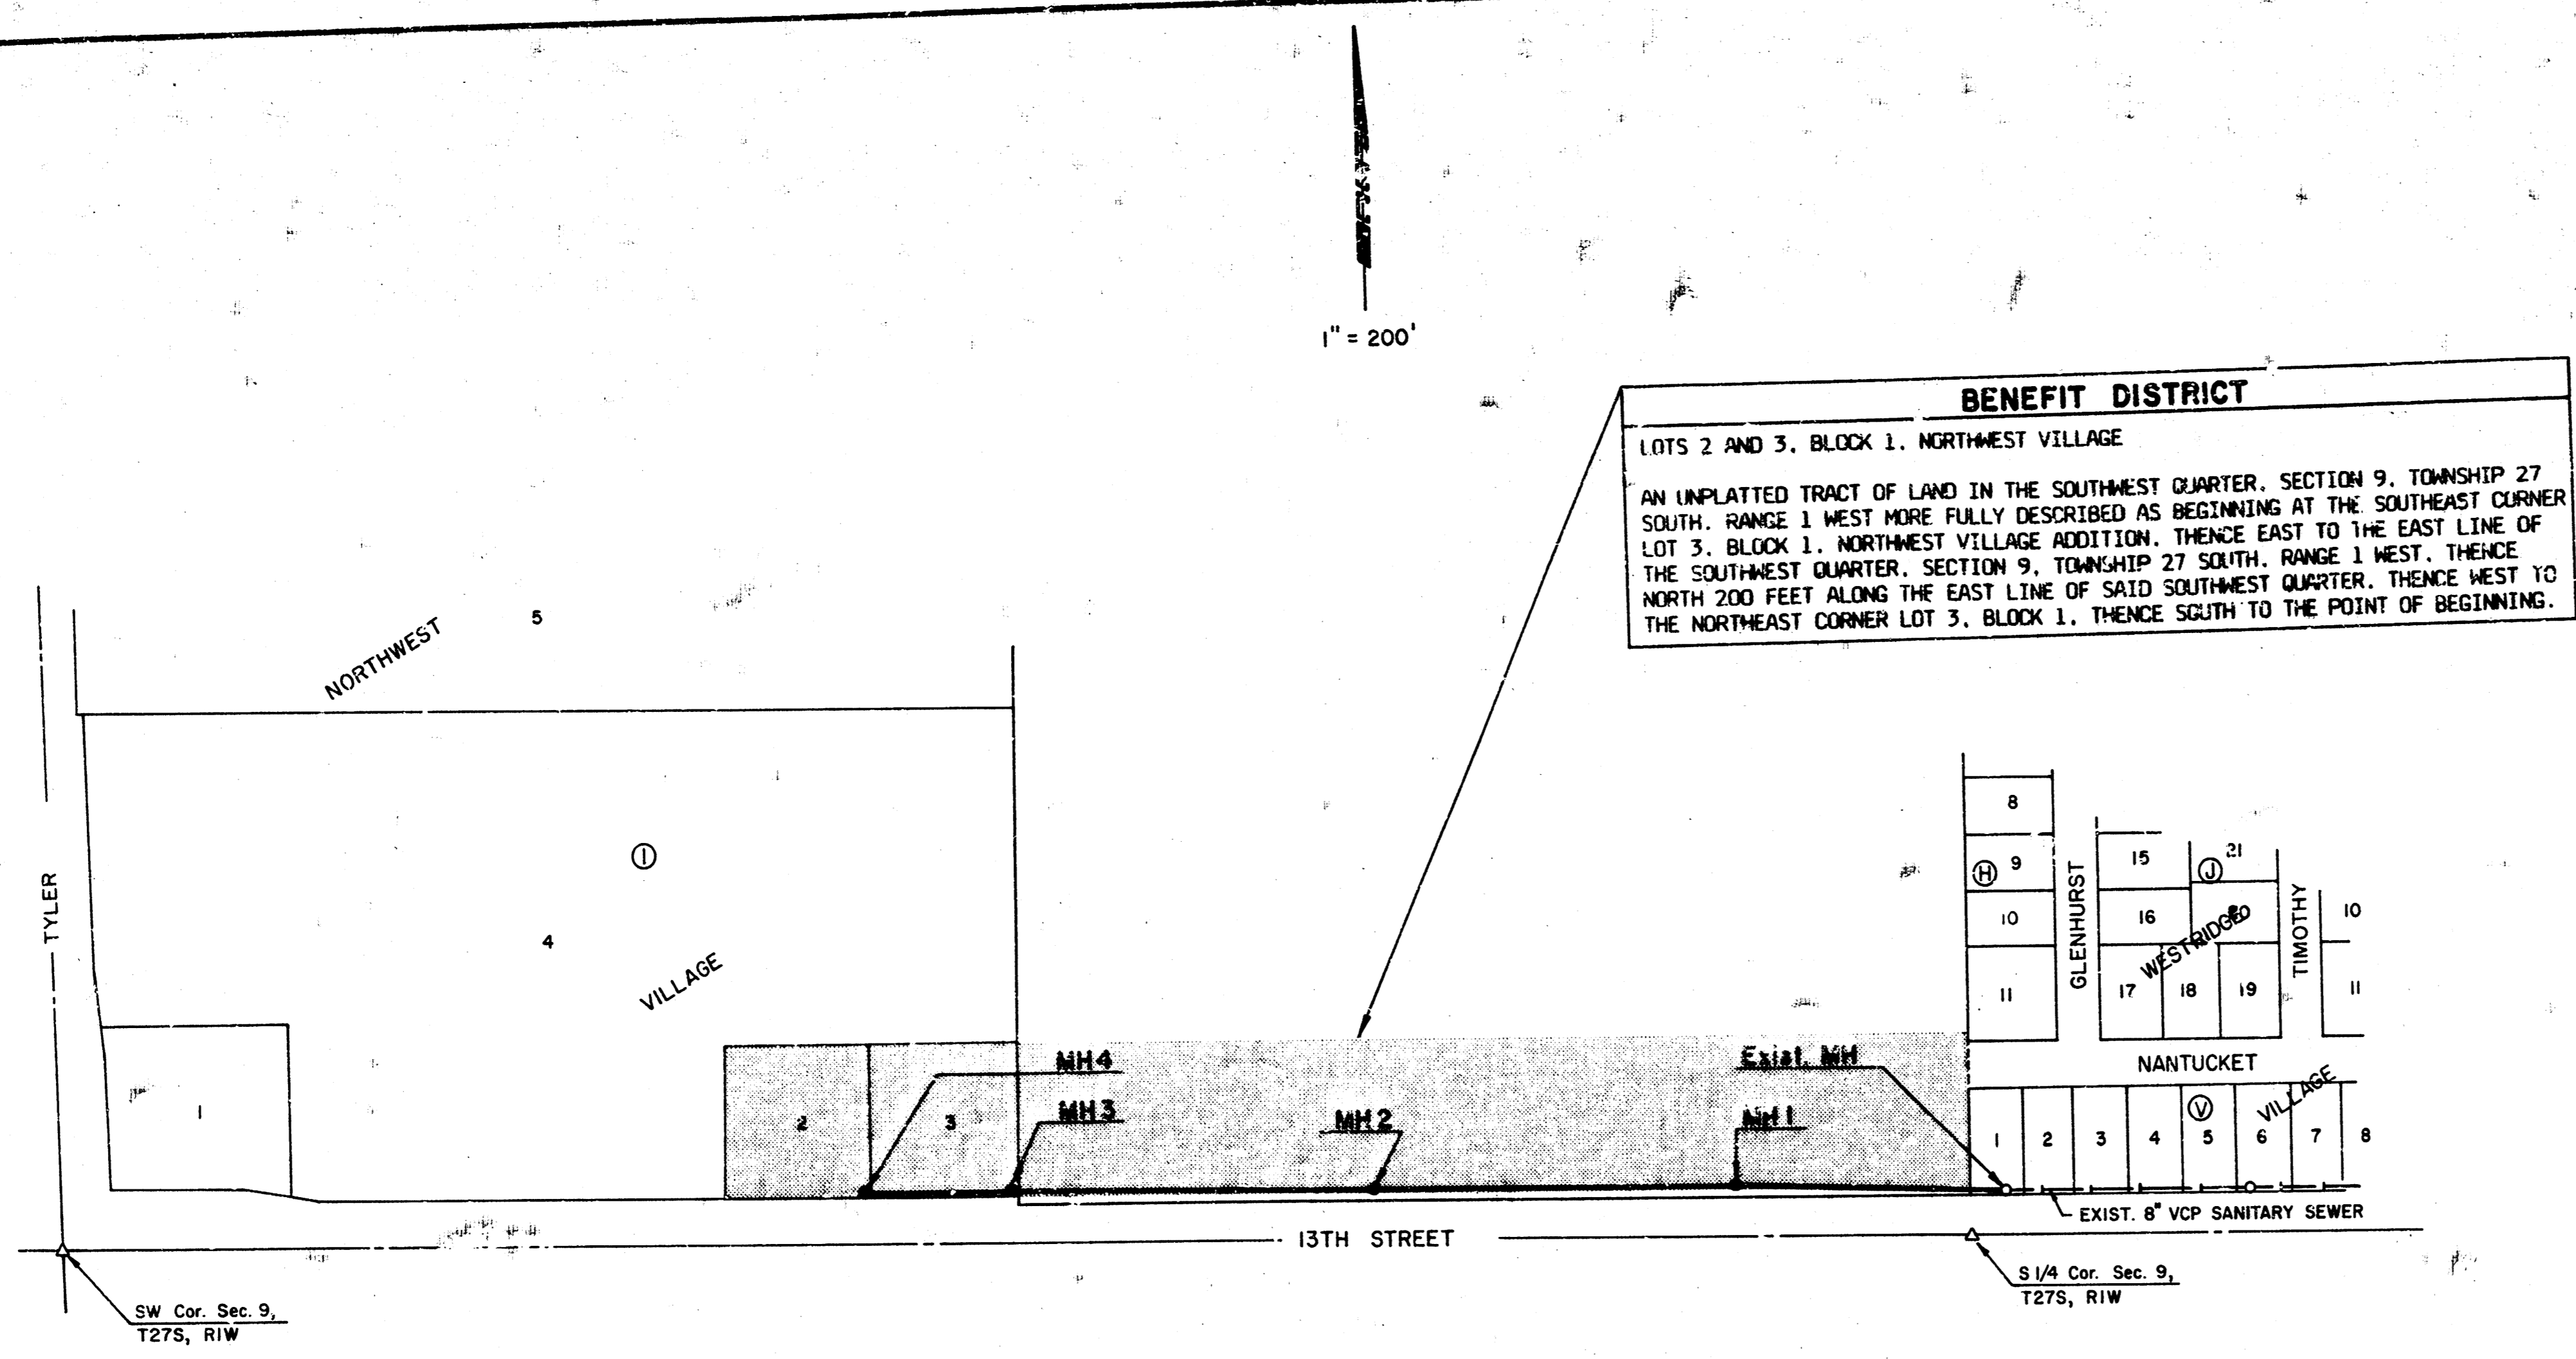 1" = 200'
BENEFIT DISTRICT
LOTS 2 AND 3, BLOCK 1, NORTHWEST VILLAGE
AN UNPLATTED TRACT OF LAND IN THE SOUTHWEST QUARTER, SECTION 9, TOWNSHIP 27
SOUTH, RANGE 1 WEST MORE FULLY DESCRIBED AS BEGINNING AT THE SOUTHEAST CORNER
LOT 3, BLOCK 1, NORTHWEST VILLAGE ADDITION, THENCE EAST TO THE EAST LINE OF
THE SOUTHWEST QUARTER, SECTION 9, TOWNSHIP 27 SOUTH, RANGE 1 WEST, THENCE
NORTH 200 FEET ALONG THE EAST LINE OF SAID SOUTHWEST QUARTER, THENCE WEST TO
THE NORTHEAST CORNER LOT 3, BLOCK 1, THENCE SOUTH TO THE POINT OF BEGINNING.
NORTHWEST
5
TYLER
1
4
VILLAGE
1
2
3
MH4
MH3
MH2
MH1
Exist. MH
8
H 9
10
11
GLENHURST
15
16
17
18
19
J 21
20
WESTRIDGE
TIMOTHY
10
11
NANTUCKET
V
VILLAGE
1
2
3
4
5
6
7
8
EXIST. 8" VCP SANITARY SEWER
13TH STREET
SW Cor. Sec. 9,
T27S, R1W
S 1/4 Cor. Sec. 9,
T27S, R1W